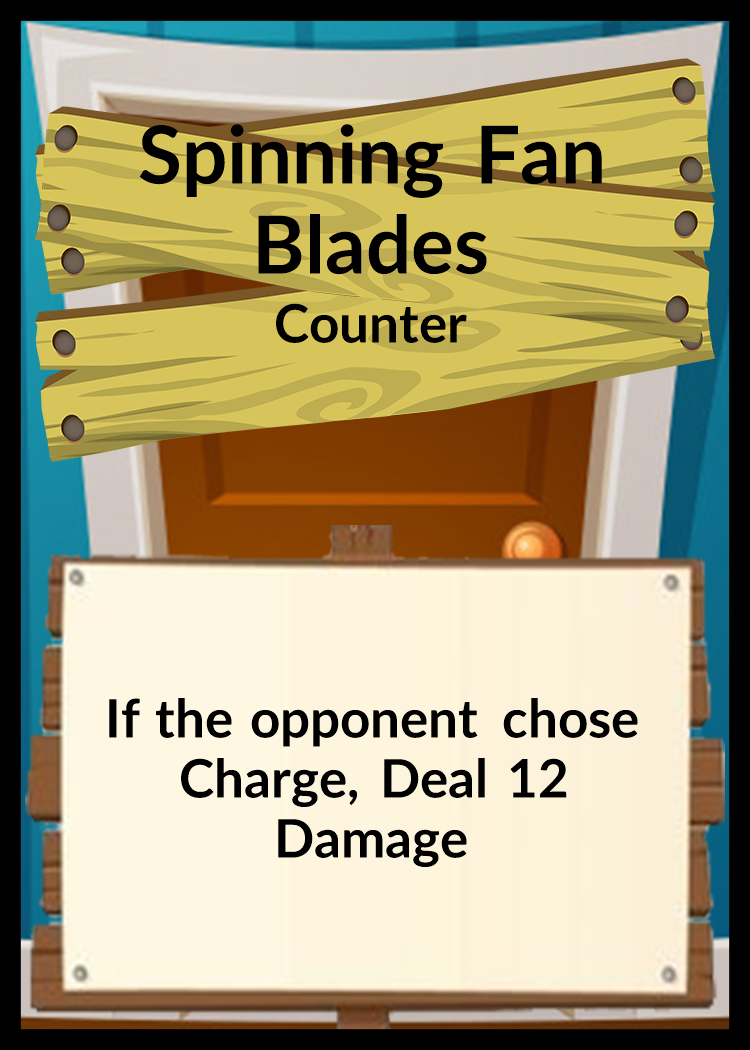 Spinning Fan
Blades
Counter
If the opponent chose
Charge, Deal 12
Damage